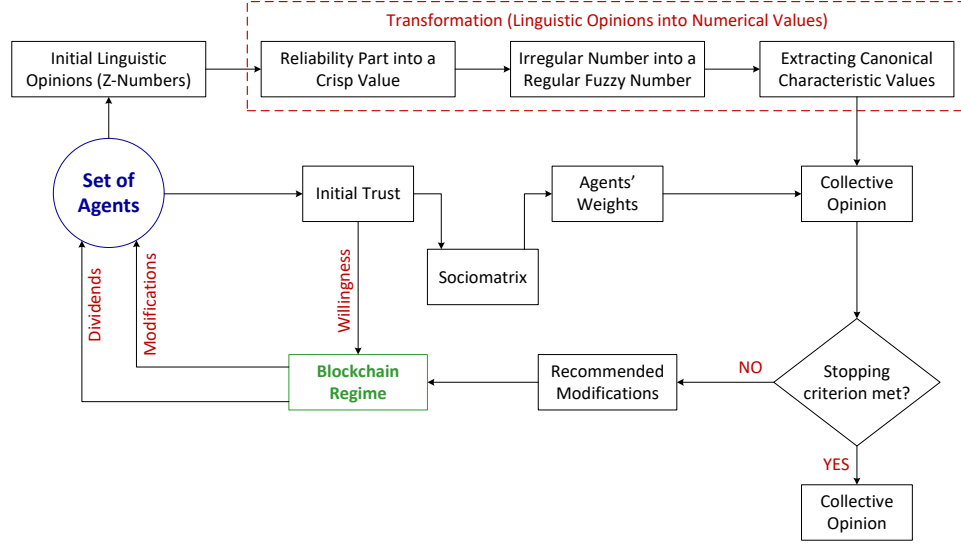 Transformation (Linguistic Opinions into Numerical Values)
Initial Linguistic
Opinions (Z-Numbers)
Reliability Part into a
Crisp Value
Irregular Number into a
Regular Fuzzy Number
Extracting Canonical
Characteristic Values
Set of
Agents
Initial Trust
Agents’
Weights
Collective
Opinion
Sociomatrix
Dividends
Modifications
Willingness
Blockchain
Regime
Recommended
Modifications
NO
Stopping
criterion met?
YES
Collective
Opinion